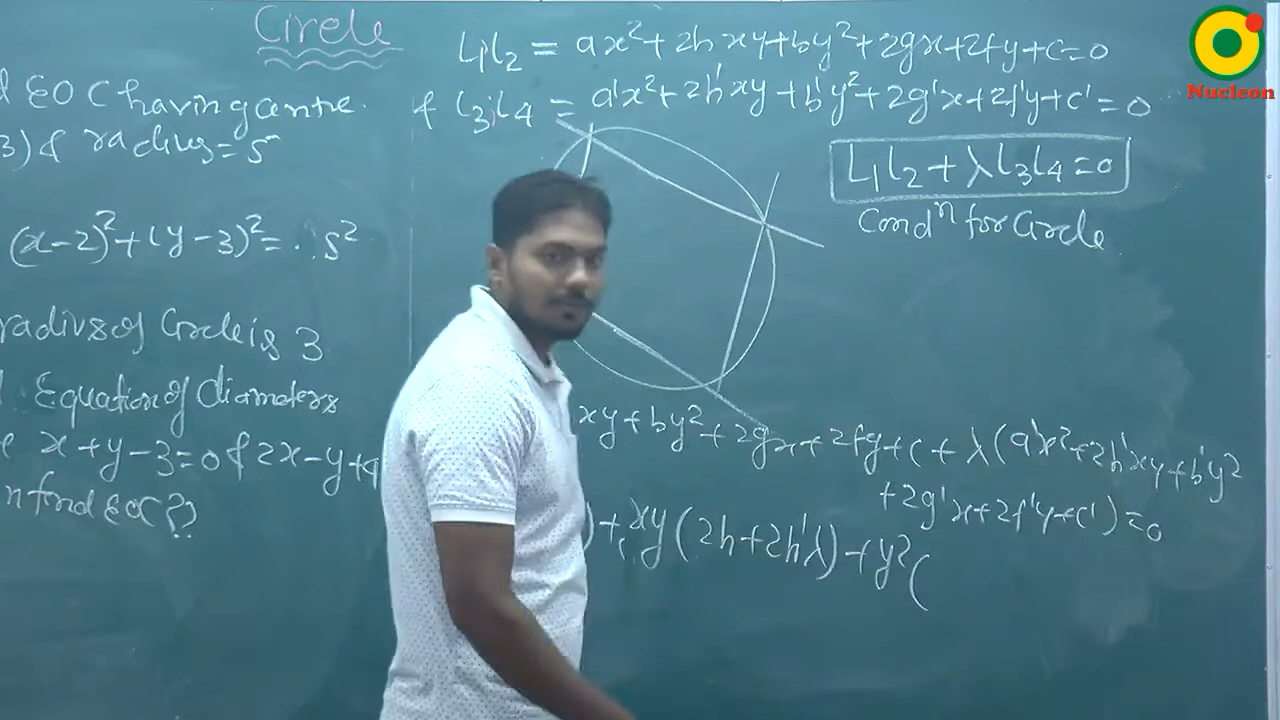 Circle
EOC having centre
3) & radius = 5
(x-2)²+(y-3)²= 5²
radius of Circle is 3
Equation of diameters
x+y-3=0 & 2x-y+4
find EOC ??
L₁L₂ = ax²+2hxy+by²+2gx+2fy+c=0
& L₃L₄ = a'x²+2h'xy+b'y²+2g'x+2f'y+c'=0
L₁L₂+λL₃L₄=0
Condⁿ for Circle
xy+by²+2gx+2fy+c+λ(a'x²+2h'xy+b'y²
+2g'x+2f'y+c')=0
)+xy(2h+2h'λ)+y²(
Nucleon